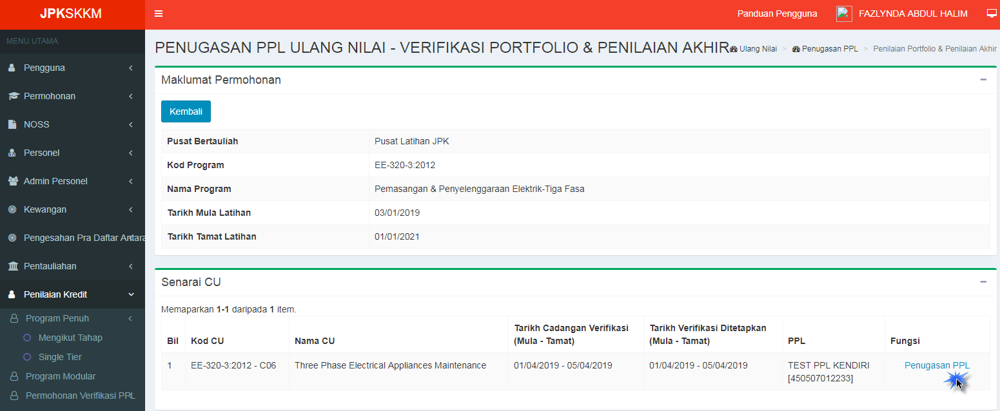 JPKSKKM
Panduan Pengguna
FAZLYNDA ABDUL HALIM
MENU UTAMA
Pengguna
Permohonan
NOSS
Personel
Admin Personel
Kewangan
Pengesahan Pra Daftar Antara
Pentauliahan
Penilaian Kredit
Program Penuh
Mengikut Tahap
Single Tier
Program Modular
Permohonan Verifikasi PPL
PENUGASAN PPL ULANG NILAI - VERIFIKASI PORTFOLIO & PENILAIAN AKHIR
Ulang Nilai > Penugasan PPL > Penilaian Portfolio & Penilaian Akhir
Maklumat Permohonan
Kembali
Pusat Bertauliah Pusat Latihan JPK
Kod Program EE-320-3:2012
Nama Program Pemasangan & Penyelenggaraan Elektrik-Tiga Fasa
Tarikh Mula Latihan 03/01/2019
Tarikh Tamat Latihan 01/01/2021
Senarai CU
Memaparkan 1-1 daripada 1 item.
Bil Kod CU Nama CU Tarikh Cadangan Verifikasi (Mula - Tamat) Tarikh Verifikasi Ditetapkan (Mula - Tamat) PPL Fungsi
1 EE-320-3:2012 - C06 Three Phase Electrical Appliances Maintenance 01/04/2019 - 05/04/2019 01/04/2019 - 05/04/2019 TEST PPL KENDIRI [450507012233] Penugasan PPL